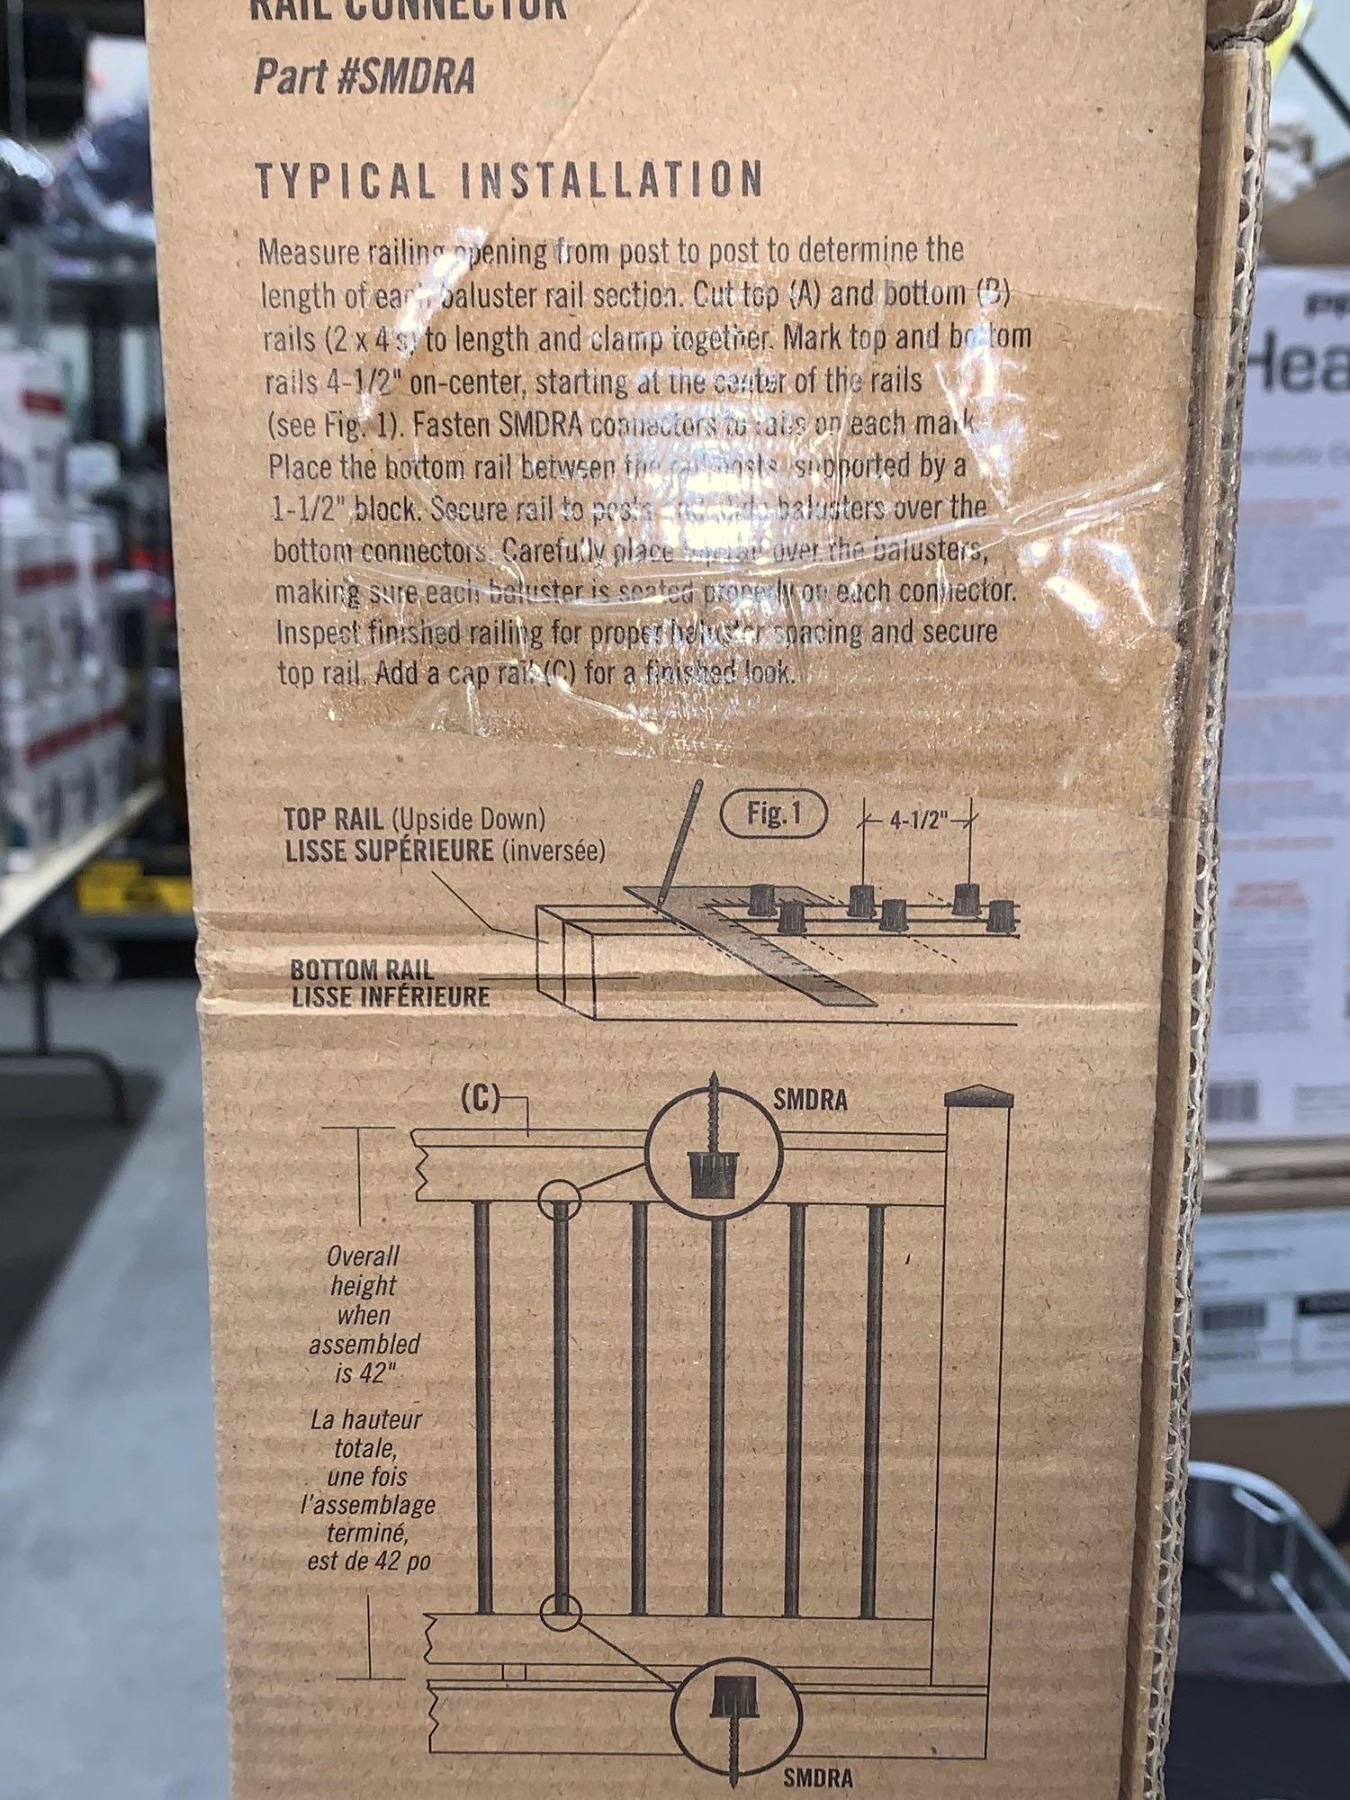 RAIL CONNECTOR
Part #SMDRA
TYPICAL INSTALLATION
Measure railing opening from post to post to determine the
length of each baluster rail section. Cut top (A) and bottom (B)
rails (2 x 4's) to length and clamp together. Mark top and bottom
rails 4-1/2" on-center, starting at the center of the rails
(see Fig. 1). Fasten SMDRA connectors to rails on each mark.
Place the bottom rail between the rail posts, supported by a
1-1/2" block. Secure rail to posts and slide balusters over the
bottom connectors. Carefully place over the balusters,
making sure each baluster is seated properly on each connector.
Inspect finished railing for proper baluster spacing and secure
top rail. Add a cap rail (C) for a finished look.
TOP RAIL (Upside Down)
LISSE SUPÉRIEURE (inversée)
Fig. 1
4-1/2"
BOTTOM RAIL
LISSE INFÉRIEURE
(C)
SMDRA
Overall
height
when
assembled
is 42"
La hauteur
totale,
une fois
l'assemblage
terminé,
est de 42 po
SMDRA
Hea